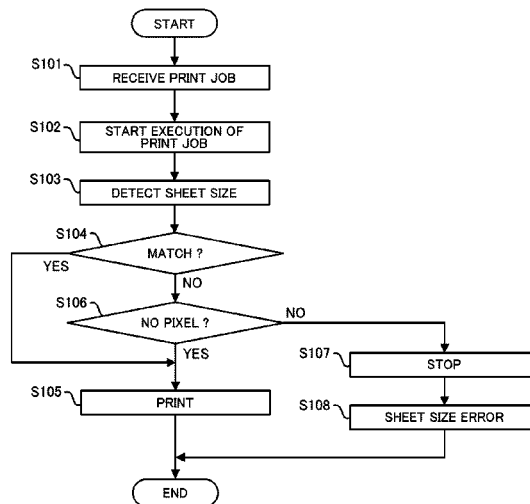 START
S101
RECEIVE PRINT JOB
S102
START EXECUTION OF
PRINT JOB
S103
DETECT SHEET SIZE
S104
MATCH ?
YES
NO
S106
NO PIXEL ?
NO
YES
S107
STOP
S105
PRINT
S108
SHEET SIZE ERROR
END